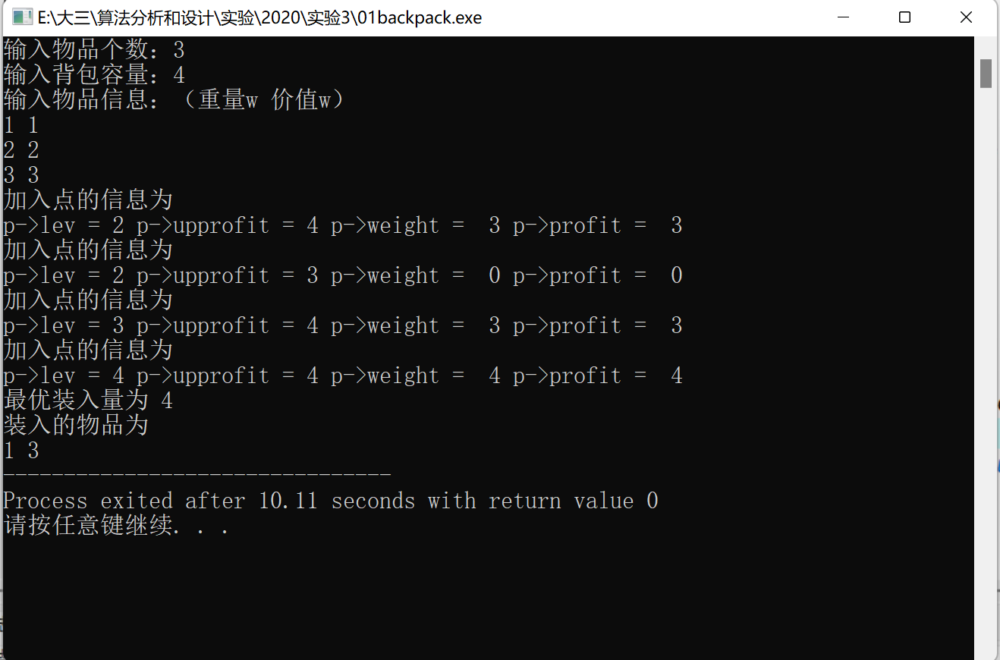 E:\大三\算法分析和设计\实验\2020\实验3\01backpack.exe
输入物品个数：3
输入背包容量：4
输入物品信息：（重量w 价值w）
1 1
2 2
3 3
加入点的信息为
p->lev = 2 p->upprofit = 4 p->weight =  3 p->profit =  3
加入点的信息为
p->lev = 2 p->upprofit = 3 p->weight =  0 p->profit =  0
加入点的信息为
p->lev = 3 p->upprofit = 4 p->weight =  3 p->profit =  3
加入点的信息为
p->lev = 4 p->upprofit = 4 p->weight =  4 p->profit =  4
最优装入量为 4
装入的物品为
1 3
--------------------------------
Process exited after 10.11 seconds with return value 0
请按任意键继续. . .